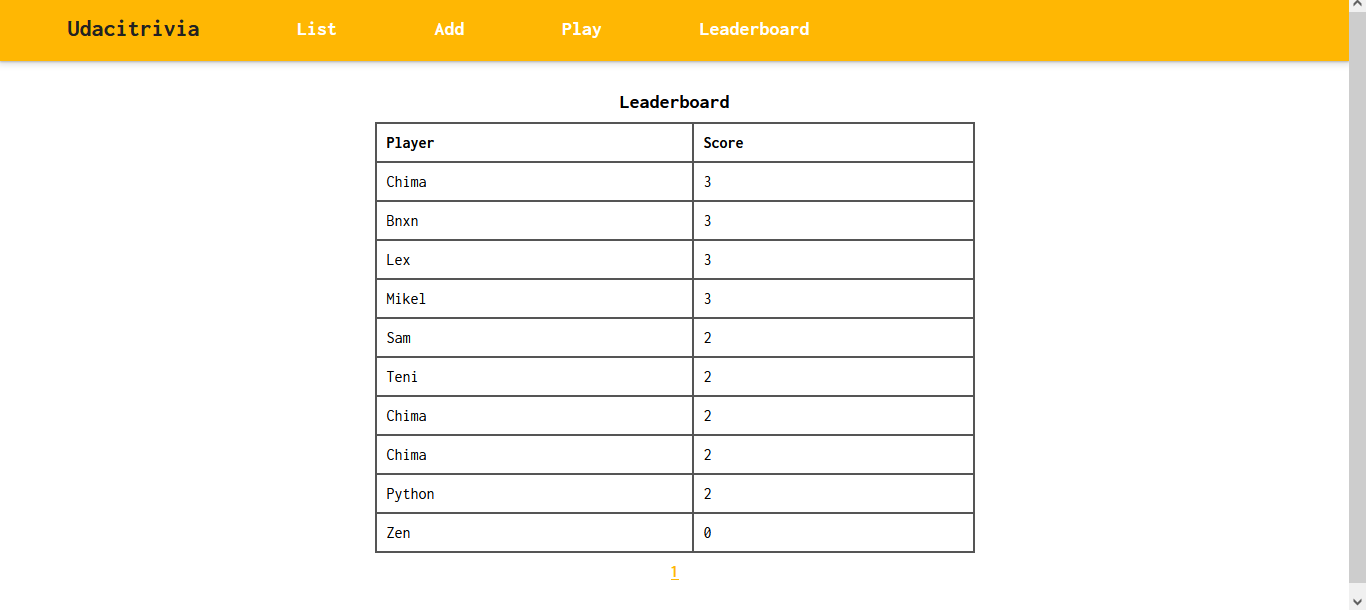 Udacitrivia List Add Play Leaderboard
Leaderboard
Player Score
Chima 3
Bnxn 3
Lex 3
Mikel 3
Sam 2
Teni 2
Chima 2
Chima 2
Python 2
Zen 0
1